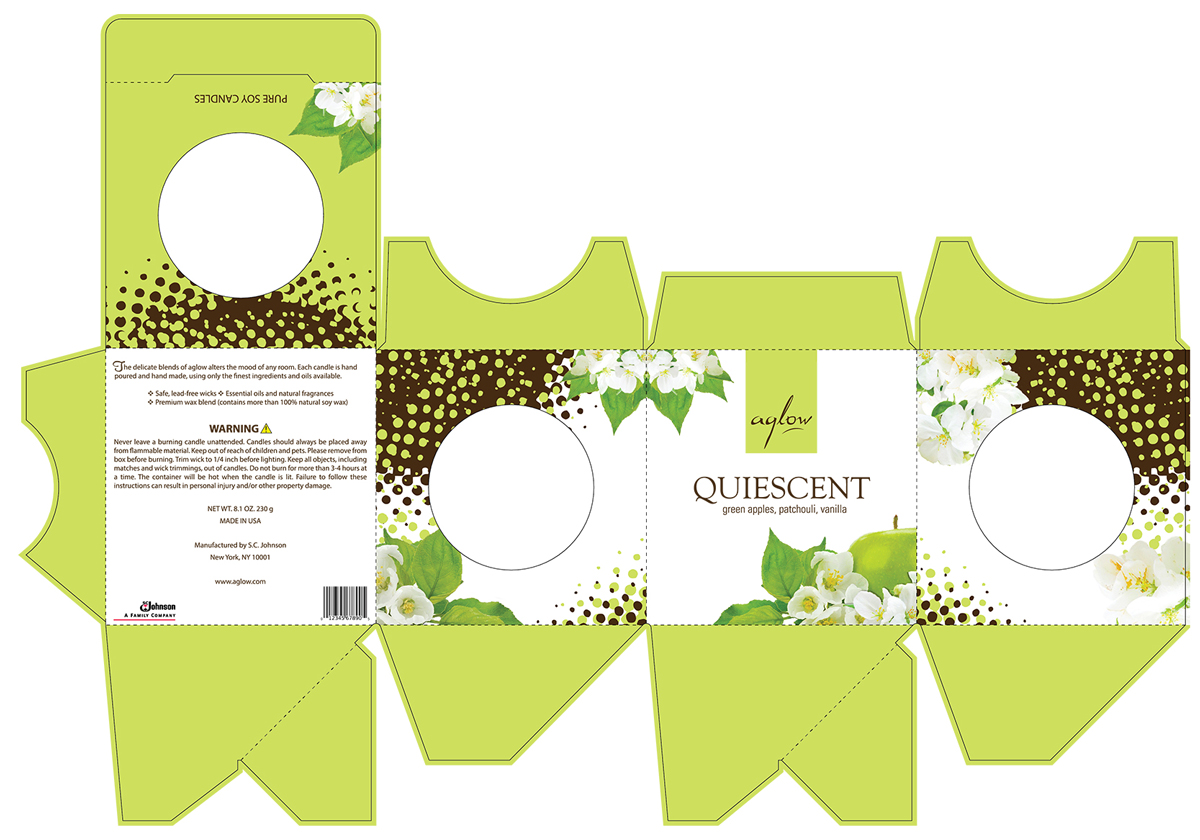 PURE SOY CANDLES
The delicate blends of aglow alters the mood of any room. Each candle is hand
poured and hand made, using only the finest ingredients and oils available.
❖ Safe, lead-free wicks ❖ Essential oils and natural fragrances
❖ Premium wax blend (contains more than 100% natural soy wax)
WARNING
Never leave a burning candle unattended. Candles should always be placed away
from flammable material. Keep out of reach of children and pets. Please remove from
box before burning. Trim wick to 1/4 inch before lighting. Keep all objects, including
matches and wick trimmings, out of candles. Do not burn for more than 3-4 hours at
a time. The container will be hot when the candle is lit. Failure to follow these
instructions can result in personal injury and/or other property damage.
NET WT. 8.1 OZ. 230 g
MADE IN USA
Manufactured by S.C. Johnson
New York, NY 10001
www.aglow.com
SC Johnson
A FAMILY COMPANY
12345 67890
aglow
QUIESCENT
green apples, patchouli, vanilla